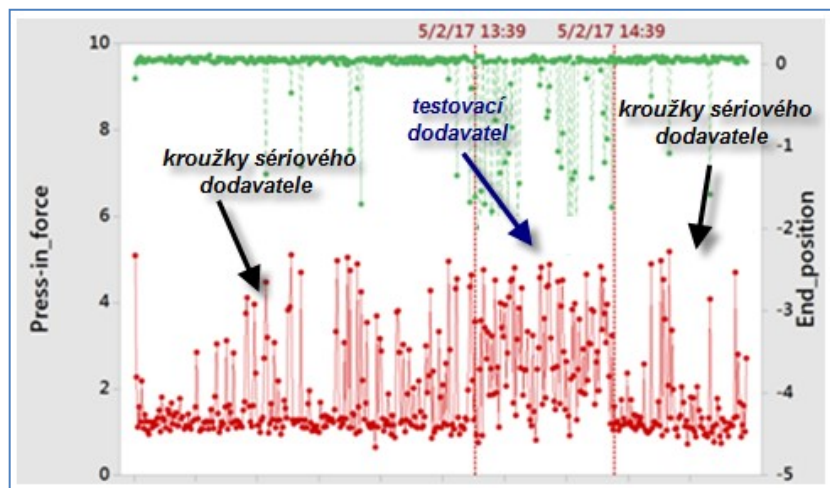 5/2/17 13:39 5/2/17 14:39
10
8
6
4
2
0
Press-in_force
kroužky sériového
dodavatele
testovací
dodavatel
kroužky sériového
dodavatele
0
-1
-2
-3
-4
-5
End_position